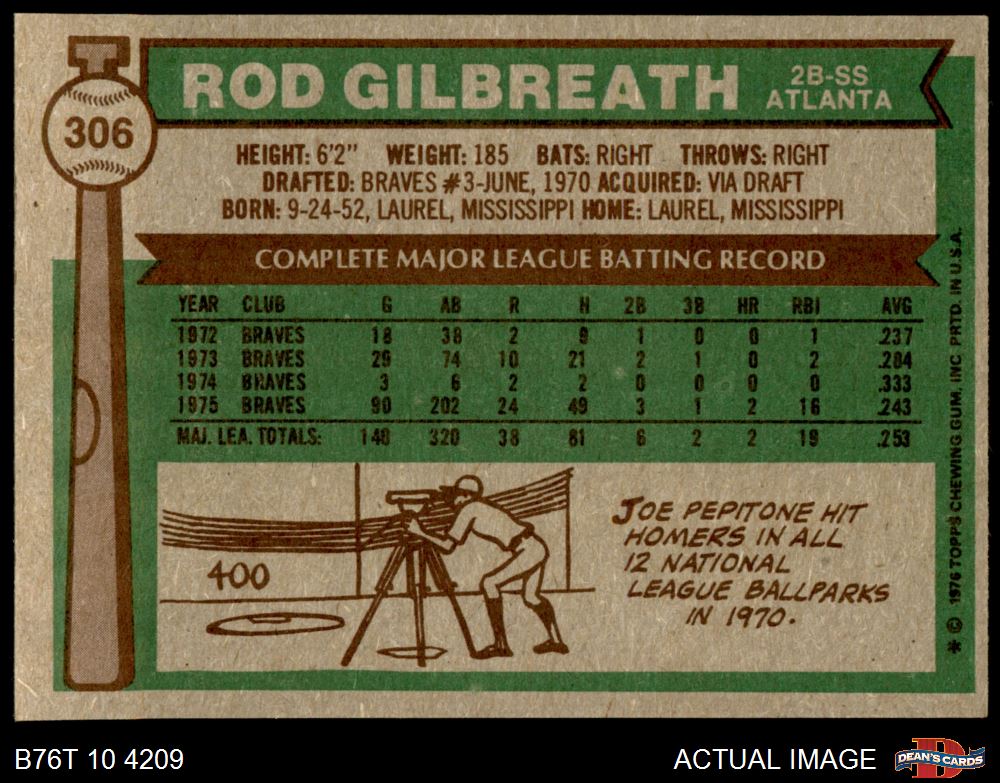 306
ROD GILBREATH
2B-SS
ATLANTA
HEIGHT: 6'2" WEIGHT: 185 BATS: RIGHT THROWS: RIGHT
DRAFTED: BRAVES #3-JUNE, 1970 ACQUIRED: VIA DRAFT
BORN: 9-24-52, LAUREL, MISSISSIPPI HOME: LAUREL, MISSISSIPPI
COMPLETE MAJOR LEAGUE BATTING RECORD
YEAR CLUB G AB R H 2B 3B HR RBI AVG
1972 BRAVES 18 38 2 9 1 0 0 1 .237
1973 BRAVES 29 74 10 21 2 1 0 2 .284
1974 BRAVES 3 6 2 2 0 0 0 0 .333
1975 BRAVES 90 202 24 49 3 1 2 16 .243
MAJ. LEA. TOTALS: 140 320 38 81 6 2 2 19 .253
400
JOE PEPITONE HIT
HOMERS IN ALL
12 NATIONAL
LEAGUE BALLPARKS
IN 1970.
* © 1976 TOPPS CHEWING GUM, INC PRTD. IN U.S.A.
B76T 10 4209
ACTUAL IMAGE
D
DEAN'S CARDS